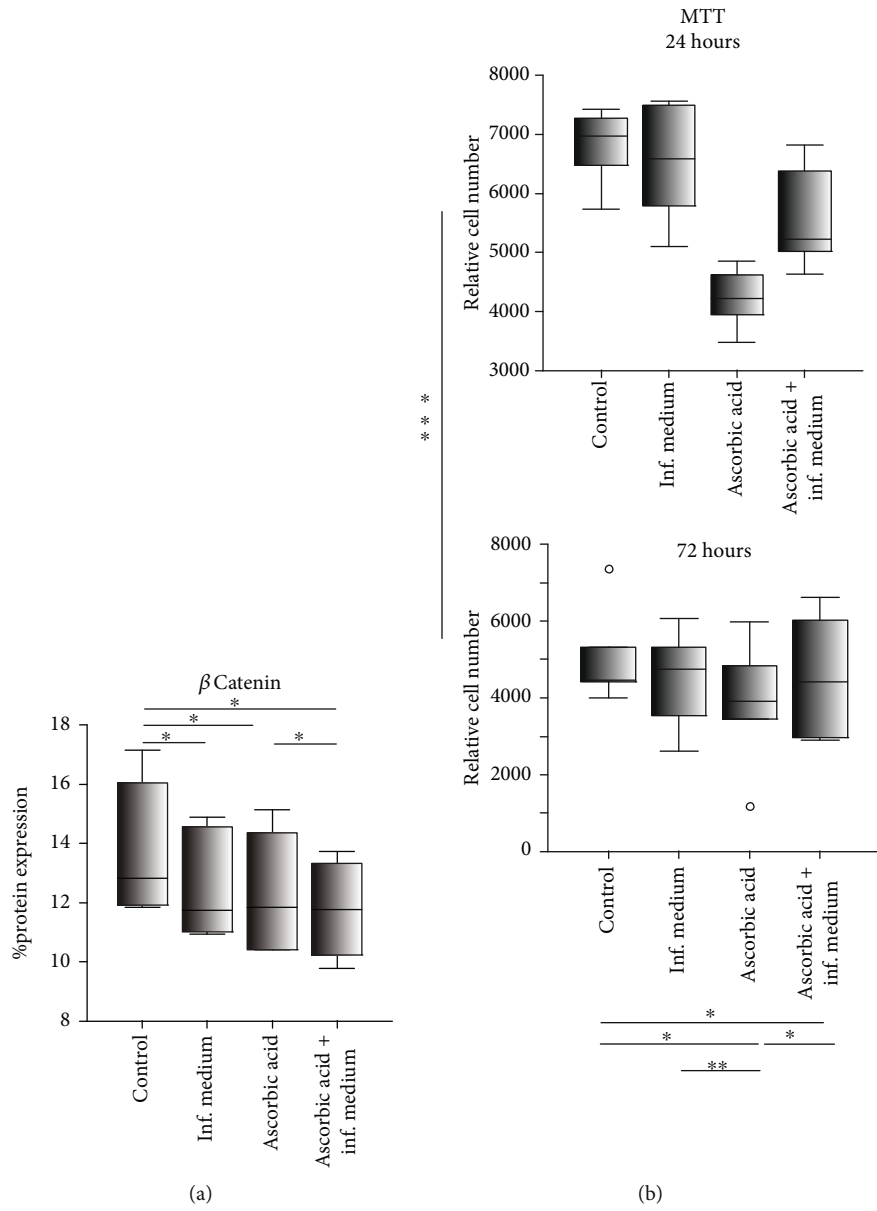 MTT
24 hours
8000
7000
6000
5000
4000
3000
Relative cell number
Control
Inf. medium
Ascorbic acid
Ascorbic acid +
inf. medium
***
72 hours
8000
6000
4000
2000
0
Relative cell number
Control
Inf. medium
Ascorbic acid
Ascorbic acid +
inf. medium
*
*
*
**
β Catenin
*
*
*
*
18
16
14
12
10
8
%protein expression
Control
Inf. medium
Ascorbic acid
Ascorbic acid +
inf. medium
(a)
(b)